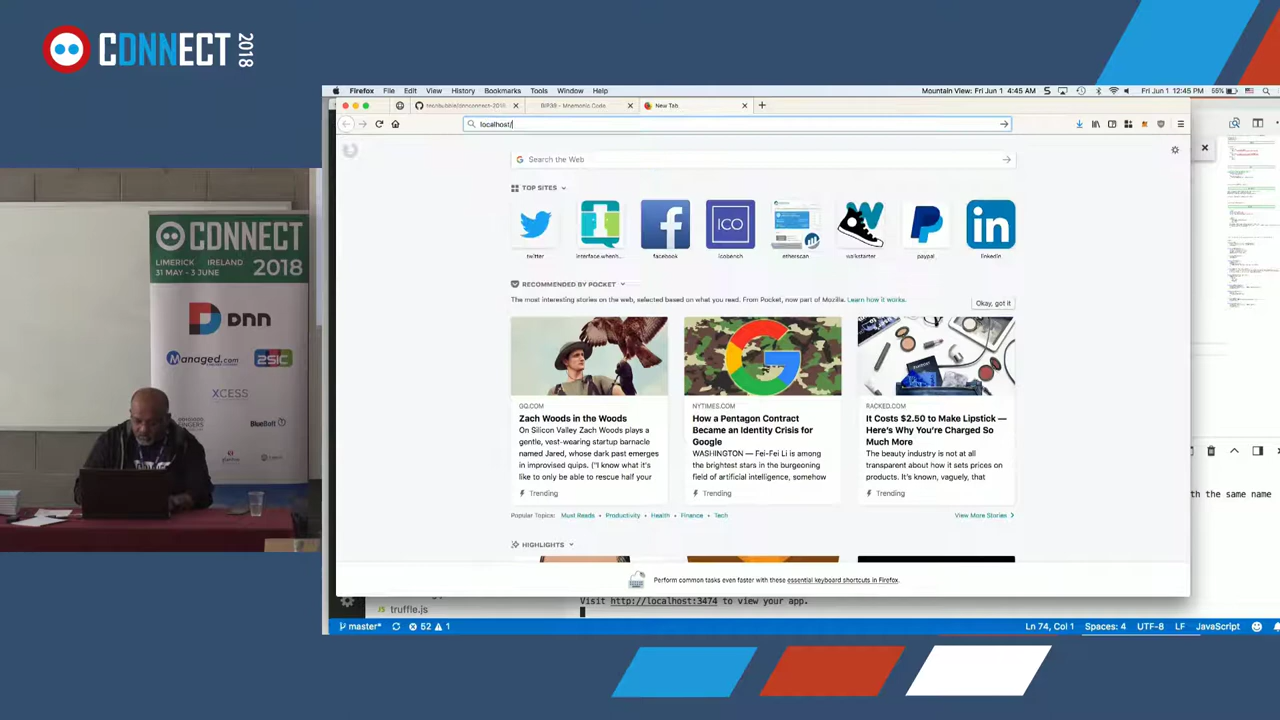 CDNNECT 2018
Firefox File Edit View History Bookmarks Tools Window Help
Mountain View: Fri Jun 1 4:45 AM
Fri Jun 1 12:45 PM
tecnbubble/dnnconnect-2018
BIP39 - Mnemonic Code
New Tab
localhost/
Search the Web
TOP SITES
ICO
twitter
interface.whenh...
facebook
icobench
etherscan
walkstarter
paypal
linkedin
RECOMMENDED BY POCKET
The most interesting stories on the web, selected based on what you read. From Pocket, now part of Mozilla. Learn how it works.
Okay, got it
GQ.COM
Zach Woods in the Woods
On Silicon Valley Zach Woods plays a
gentle, vest-wearing startup barnacle
named Jared, whose dark past emerges
in improvised quips. ("I know what it's
like to only be able to rescue half your
Trending
NYTIMES.COM
How a Pentagon Contract
Became an Identity Crisis for
Google
WASHINGTON — Fei-Fei Li is among
the brightest stars in the burgeoning
field of artificial intelligence, somehow
Trending
RACKED.COM
It Costs $2.50 to Make Lipstick —
Here's Why You're Charged So
Much More
The beauty industry is not at all
transparent about how it sets prices on
products. It's known, vaguely, that
Trending
Popular Topics: Must Reads • Productivity • Health • Finance • Tech
View More Stories
HIGHLIGHTS
Perform common tasks even faster with these essential keyboard shortcuts in Firefox.
th the same name
Visit http://localhost:3474 to view your app.
truffle.js
master*
52
1
Ln 74, Col 1
Spaces: 4
UTF-8
LF
JavaScript
CDNNECT
LIMERICK IRELAND
31 MAY - 3 JUNE
2018
DNN
Managed.com
2SIC
XCESS
BlueBolt